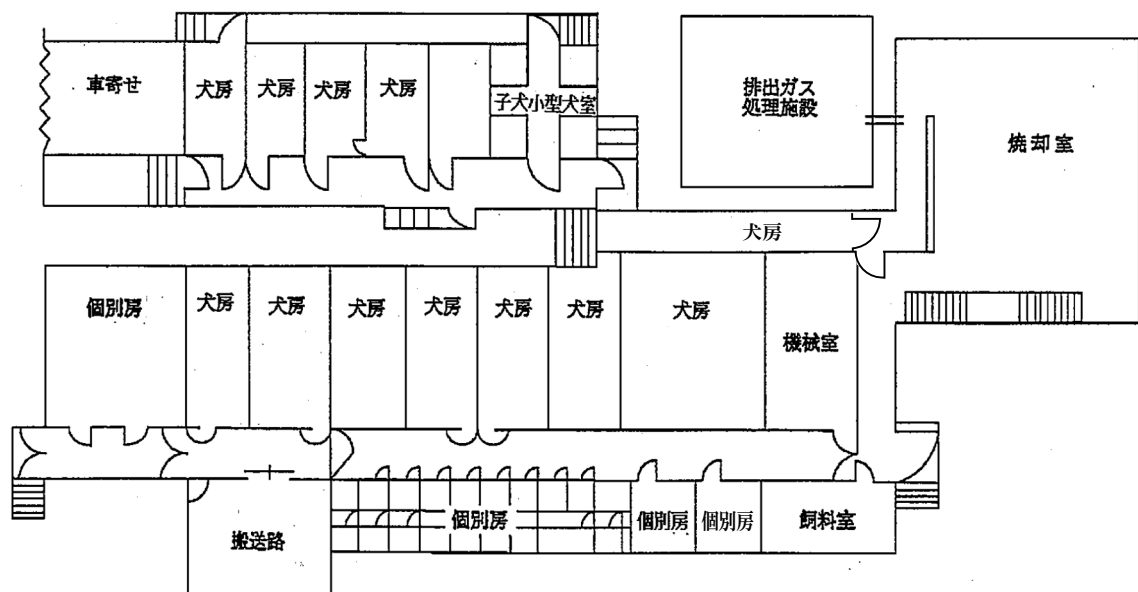 車寄せ
犬房
犬房
犬房
犬房
子犬小型犬室
排出ガス
処理施設
焼却室
犬房
個別房
犬房
犬房
犬房
犬房
犬房
犬房
犬房
機械室
搬送路
個別房
個別房
個別房
飼料室